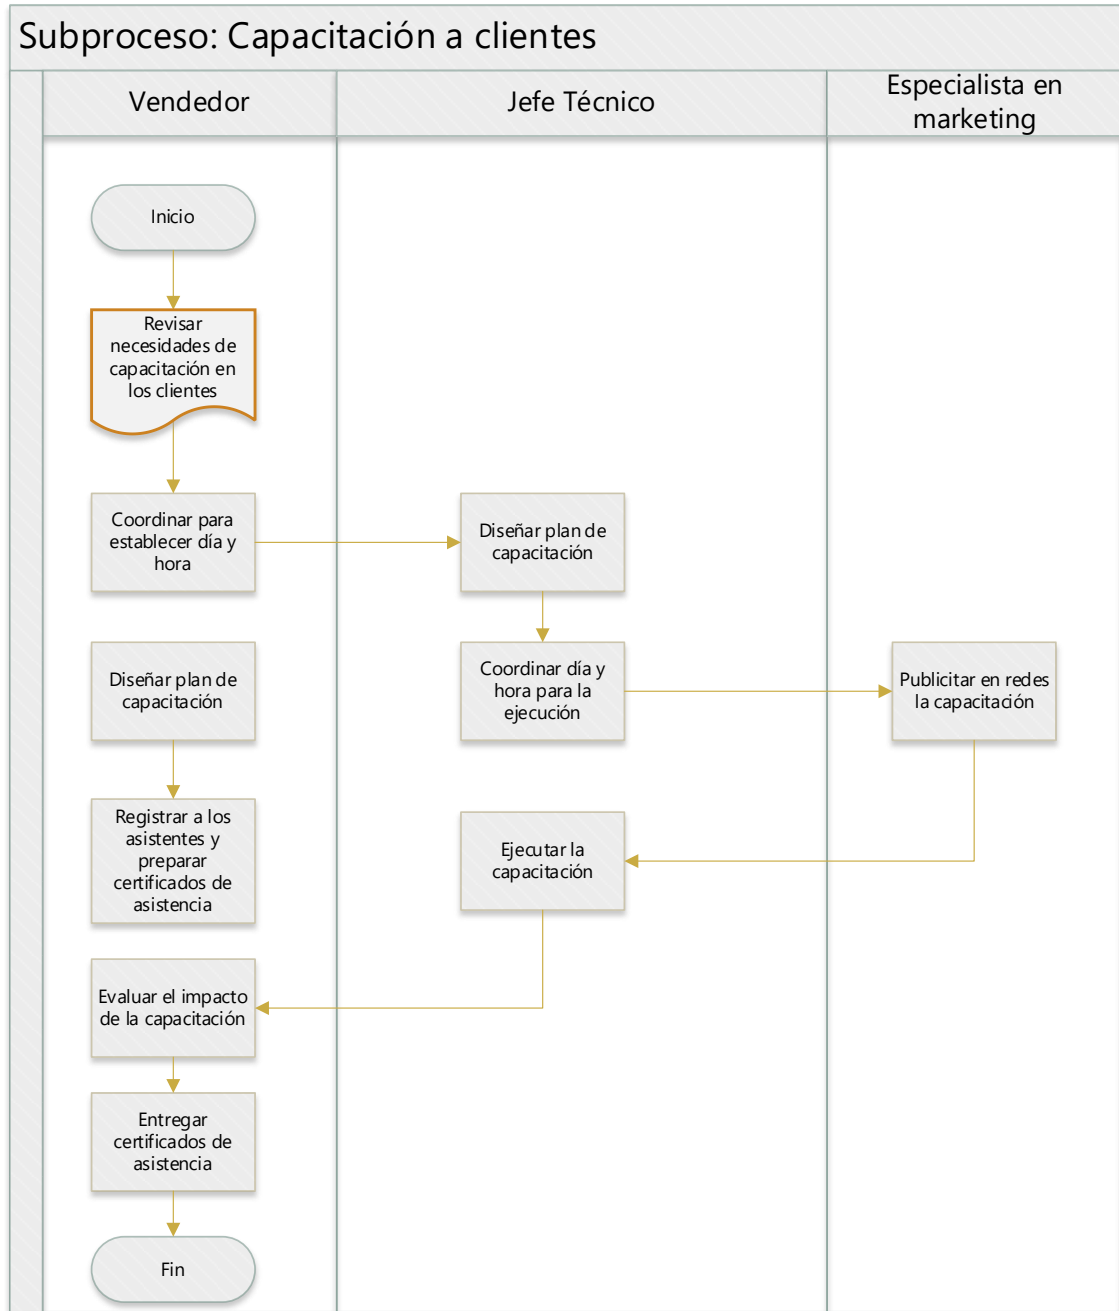 Subproceso: Capacitación a clientes
Vendedor
Jefe Técnico
Especialista en
marketing
Inicio
Revisar
necesidades de
capacitación en
los clientes
Coordinar para
establecer día y
hora
Diseñar plan de
capacitación
Diseñar plan de
capacitación
Coordinar día y
hora para la
ejecución
Publicitar en redes
la capacitación
Registrar a los
asistentes y
preparar
certificados de
asistencia
Ejecutar la
capacitación
Evaluar el impacto
de la capacitación
Entregar
certificados de
asistencia
Fin